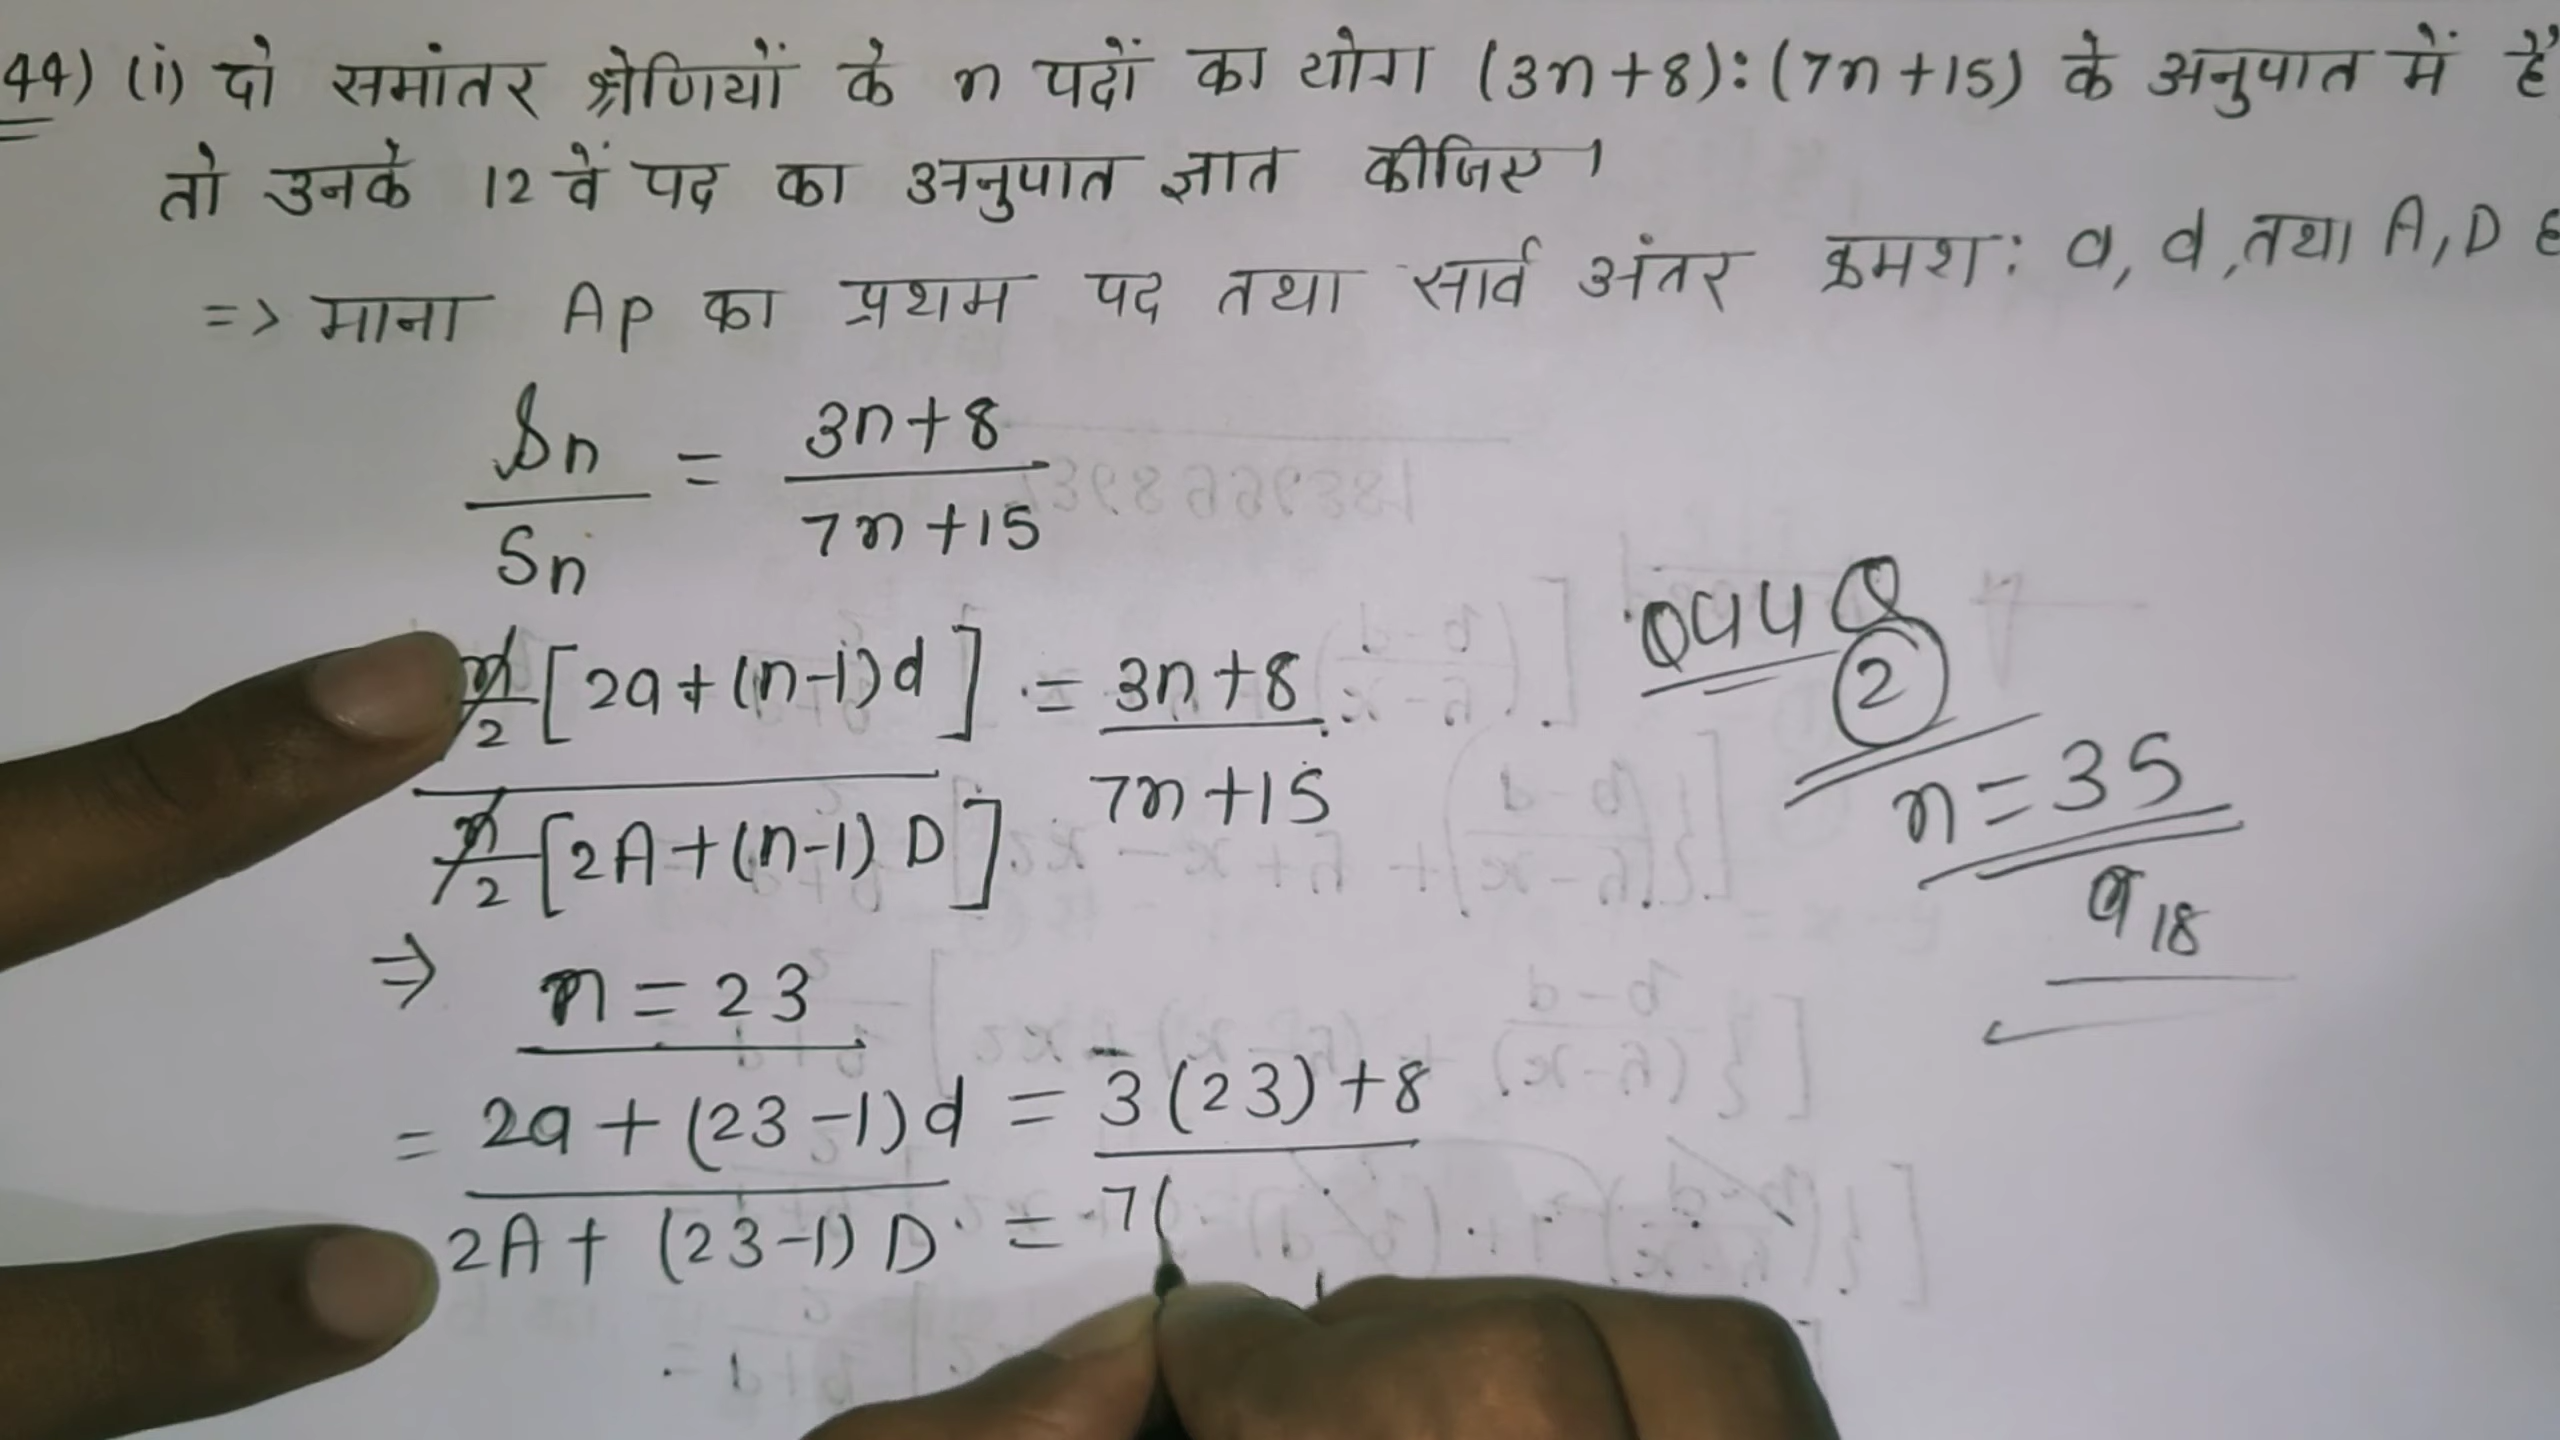 44) (i) दो समांतर श्रेणियों के n पदों का योग (3n+8):(7n+15) के अनुपात में है
तो उनके 12 वें पद का अनुपात ज्ञात कीजिए ।
=> माना AP का प्रथम पद तथा सार्व अंतर क्रमश: a, d, तथा A, D
Sn = 3n+8
Sn 7n+15
n/2 [2a+(n-1)d] = 3n+8
n/2 [2A+(n-1)D] 7n+15
2
n=35
a18
⇒ n=23
= 2a+(23-1)d = 3(23)+8
2A+(23-1)D = 7(